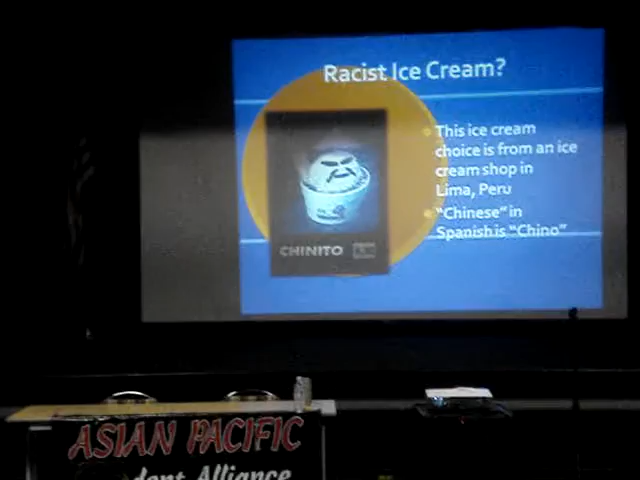 Racist Ice Cream?
This ice cream
choice is from an ice
cream shop in
Lima, Peru
"Chinese" in
Spanish is "Chino"
CHINITO
ASIAN PACIFIC
dent Alliance